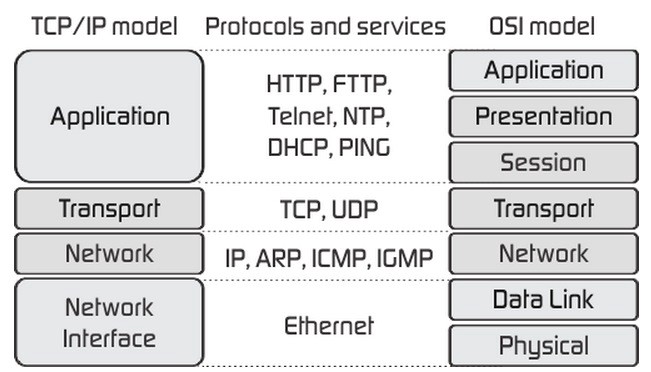 TCP/IP model Protocols and services OSI model
Application
HTTP, FTTP,
Telnet, NTP,
DHCP, PING
Application
Presentation
Session
Transport
TCP, UDP
Transport
Network
IP, ARP, ICMP, IGMP
Network
Network
Interface
Ethernet
Data Link
Physical